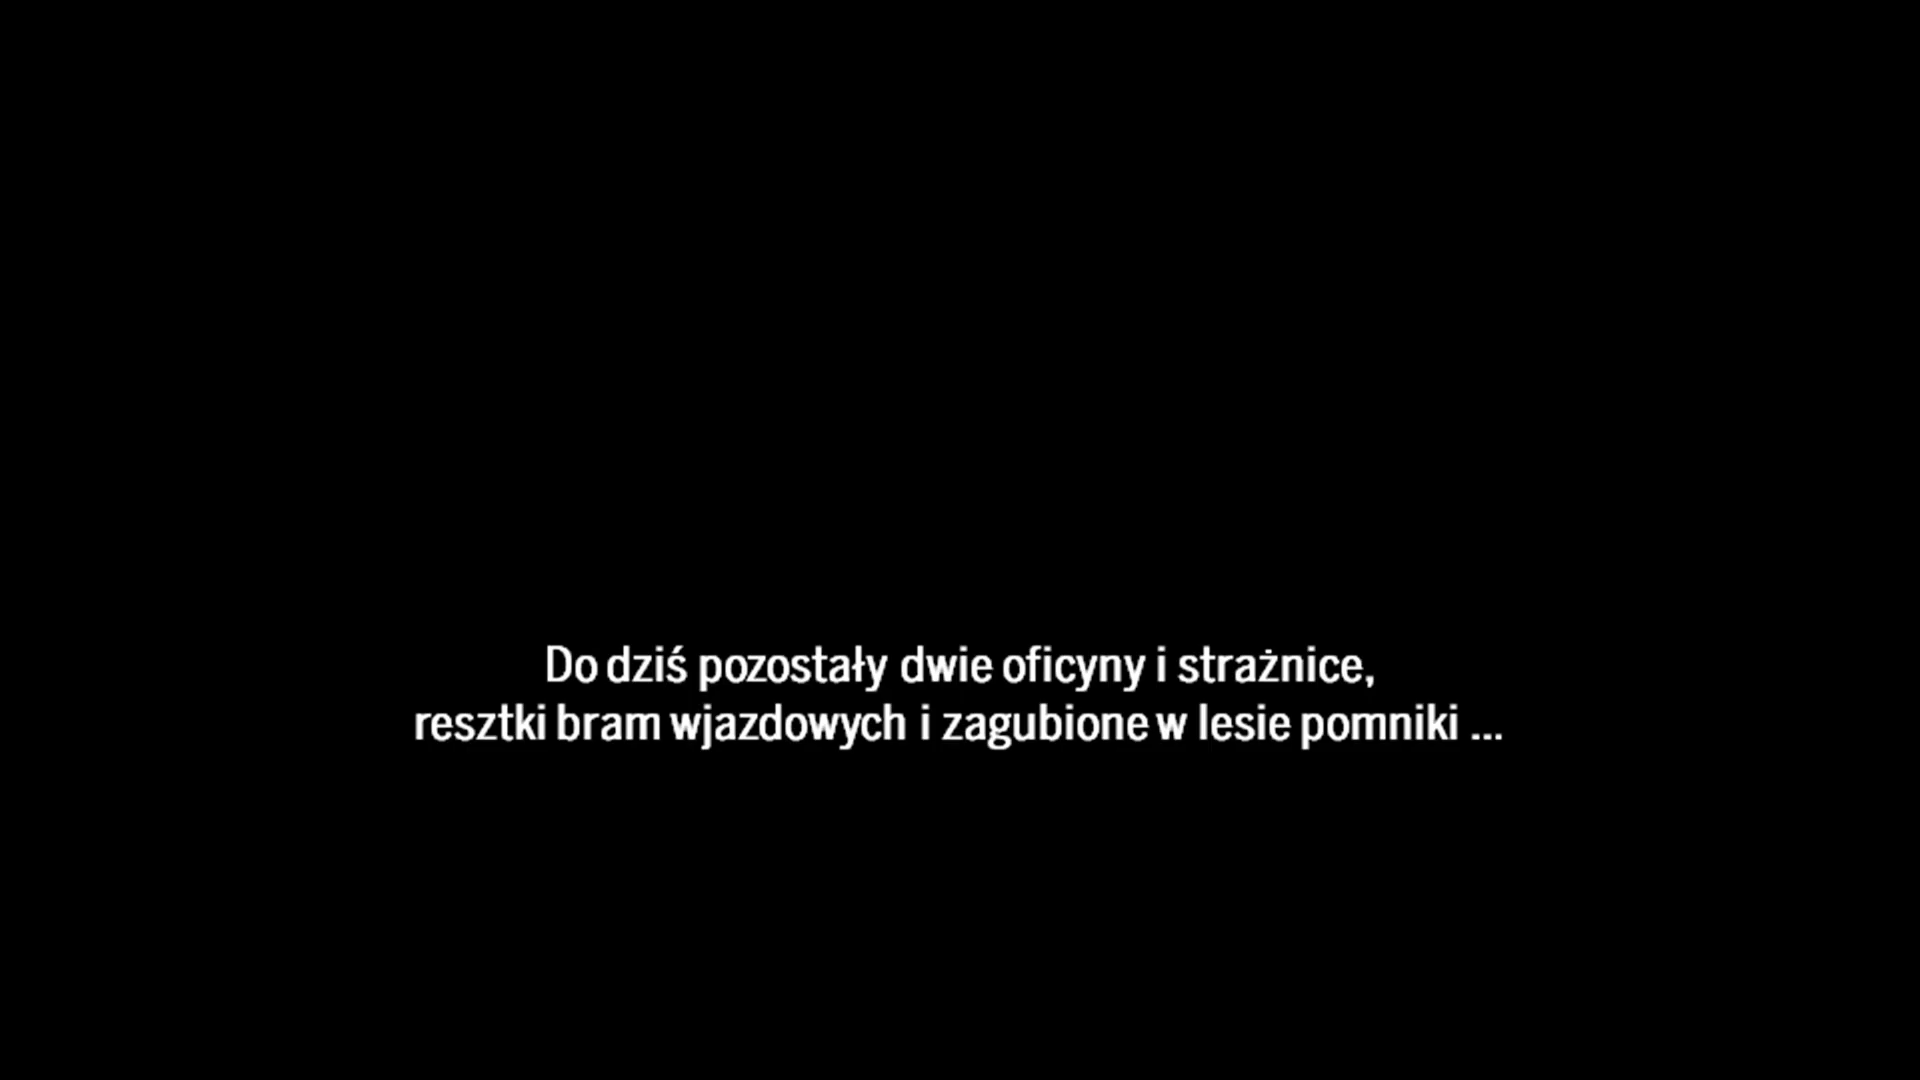 Do dziś pozostały dwie oficyny i strażnice,
resztki bram wjazdowych i zagubione w lesie pomniki ...